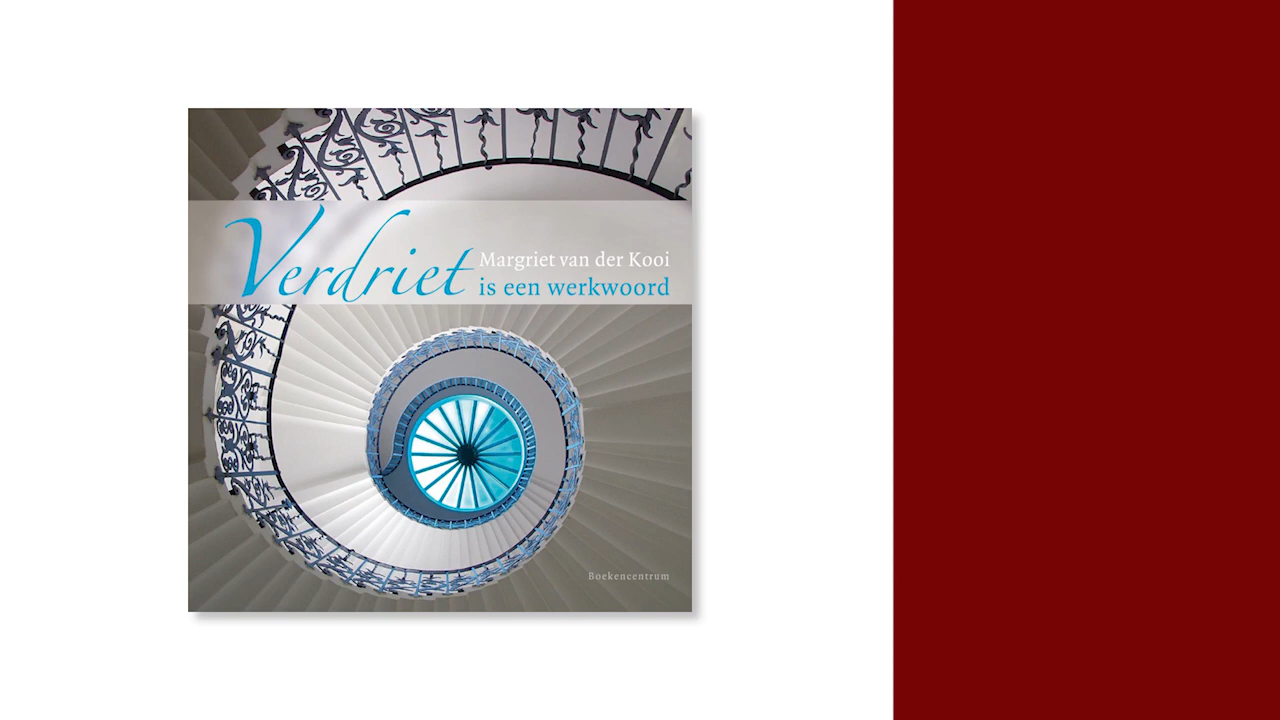 Verdriet
Margriet van der Kooi
is een werkwoord
Boekencentrum